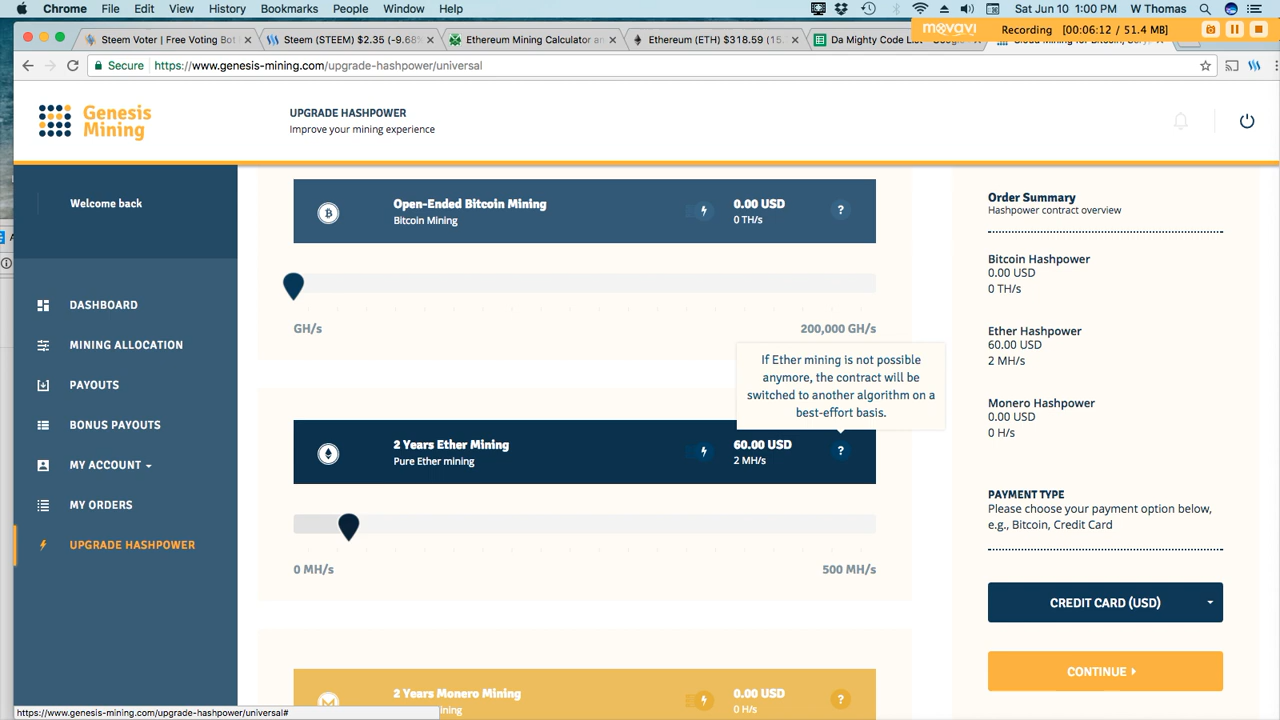 Chrome File Edit View History Bookmarks People Window Help Sat Jun 10 1:00 PM W Thomas
movavi Recording [00:06:12 / 51.4 MB]
Steem Voter | Free Voting Bot Steem (STEEM) $2.35 (-9.68% Ethereum Mining Calculator an Ethereum (ETH) $318.59 (15. Da Mighty Code List - Google
Secure https://www.genesis-mining.com/upgrade-hashpower/universal
Genesis
Mining
UPGRADE HASHPOWER
Improve your mining experience
Welcome back
DASHBOARD
MINING ALLOCATION
PAYOUTS
BONUS PAYOUTS
MY ACCOUNT
MY ORDERS
UPGRADE HASHPOWER
Open-Ended Bitcoin Mining
Bitcoin Mining
0.00 USD
0 TH/s
?
GH/s
200,000 GH/s
If Ether mining is not possible
anymore, the contract will be
switched to another algorithm on a
best-effort basis.
2 Years Ether Mining
Pure Ether mining
60.00 USD
2 MH/s
?
0 MH/s
500 MH/s
2 Years Monero Mining
ning
0.00 USD
0 H/s
?
Order Summary
Hashpower contract overview
Bitcoin Hashpower
0.00 USD
0 TH/s
Ether Hashpower
60.00 USD
2 MH/s
Monero Hashpower
0.00 USD
0 H/s
PAYMENT TYPE
Please choose your payment option below,
e.g., Bitcoin, Credit Card
CREDIT CARD (USD)
CONTINUE
https://www.genesis-mining.com/upgrade-hashpower/universal#